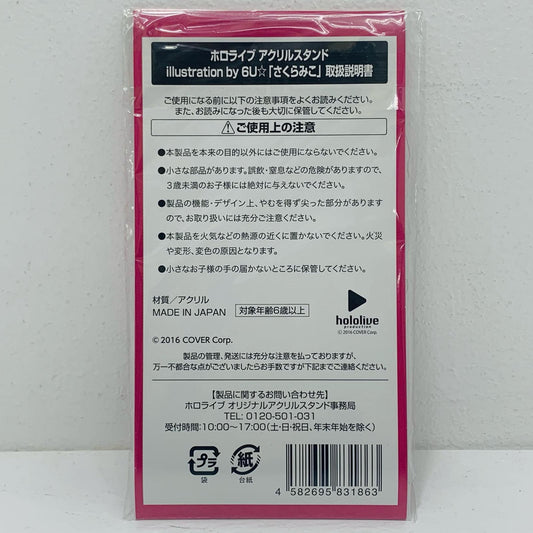 ホロライブ アクリルスタンド
illustration by 6U☆「さくらみこ」取扱説明書
ご使用になる前に以下の注意事項をよくお読みください。
また、お読みになった後も大切に保管してください。
⚠ご使用上の注意
●本製品を本来の目的以外にはご使用にならないでください。
●小さな部品があります。誤飲・窒息などの危険がありますので、
3歳未満のお子様には絶対に与えないでください。
●製品の機能・デザイン上、やむを得ず尖った部分があります
ので、お取り扱いには充分ご注意ください。
●本製品を火気などの熱源の近くに置かないでください。火災
や変形、変色の原因となります。
●小さなお子様の手の届かないところに保管してください。
材質/アクリル
MADE IN JAPAN
対象年齢6歳以上
hololive
production
© 2016 COVER Corp.
© 2016 COVER Corp.
製品の管理、発送には充分な注意を払っておりますが、
万一不都合な点がございましたらお手数ですが下記までご連絡ください。
【製品に関するお問い合わせ先】
ホロライブ オリジナルアクリルスタンド事務局
TEL: 0120-501-031
受付時間:10:00~17:00(土・日・祝日、年末年始を除く)
プラ
袋
紙
台紙
4 582695 831863